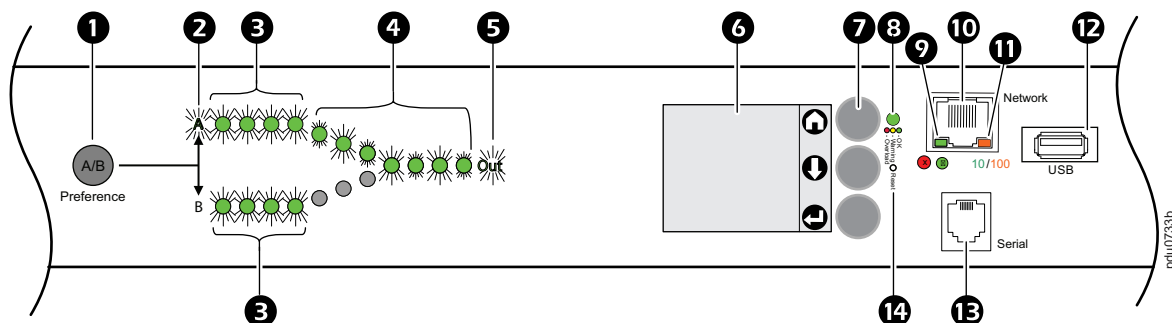 1 2 3 4 5 6 7 8 9 10 11 12
A Out
A/B
Preference
B
3
OK
Warning
Overload
Reset
Network
10/100
USB
Serial
14 13
pdu0733b